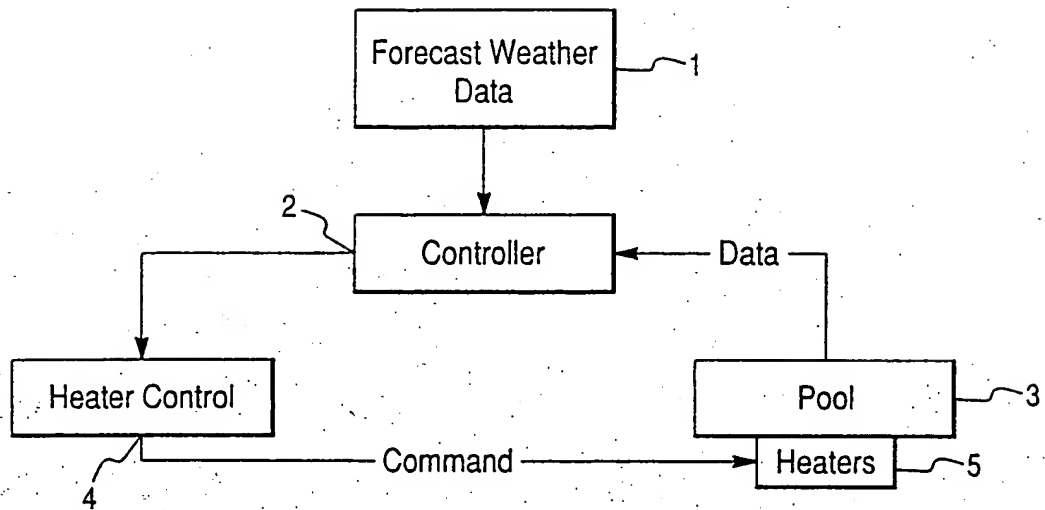 Forecast Weather
Data
1
2
Controller
Data
Heater Control
Pool
3
4
Command
Heaters
5